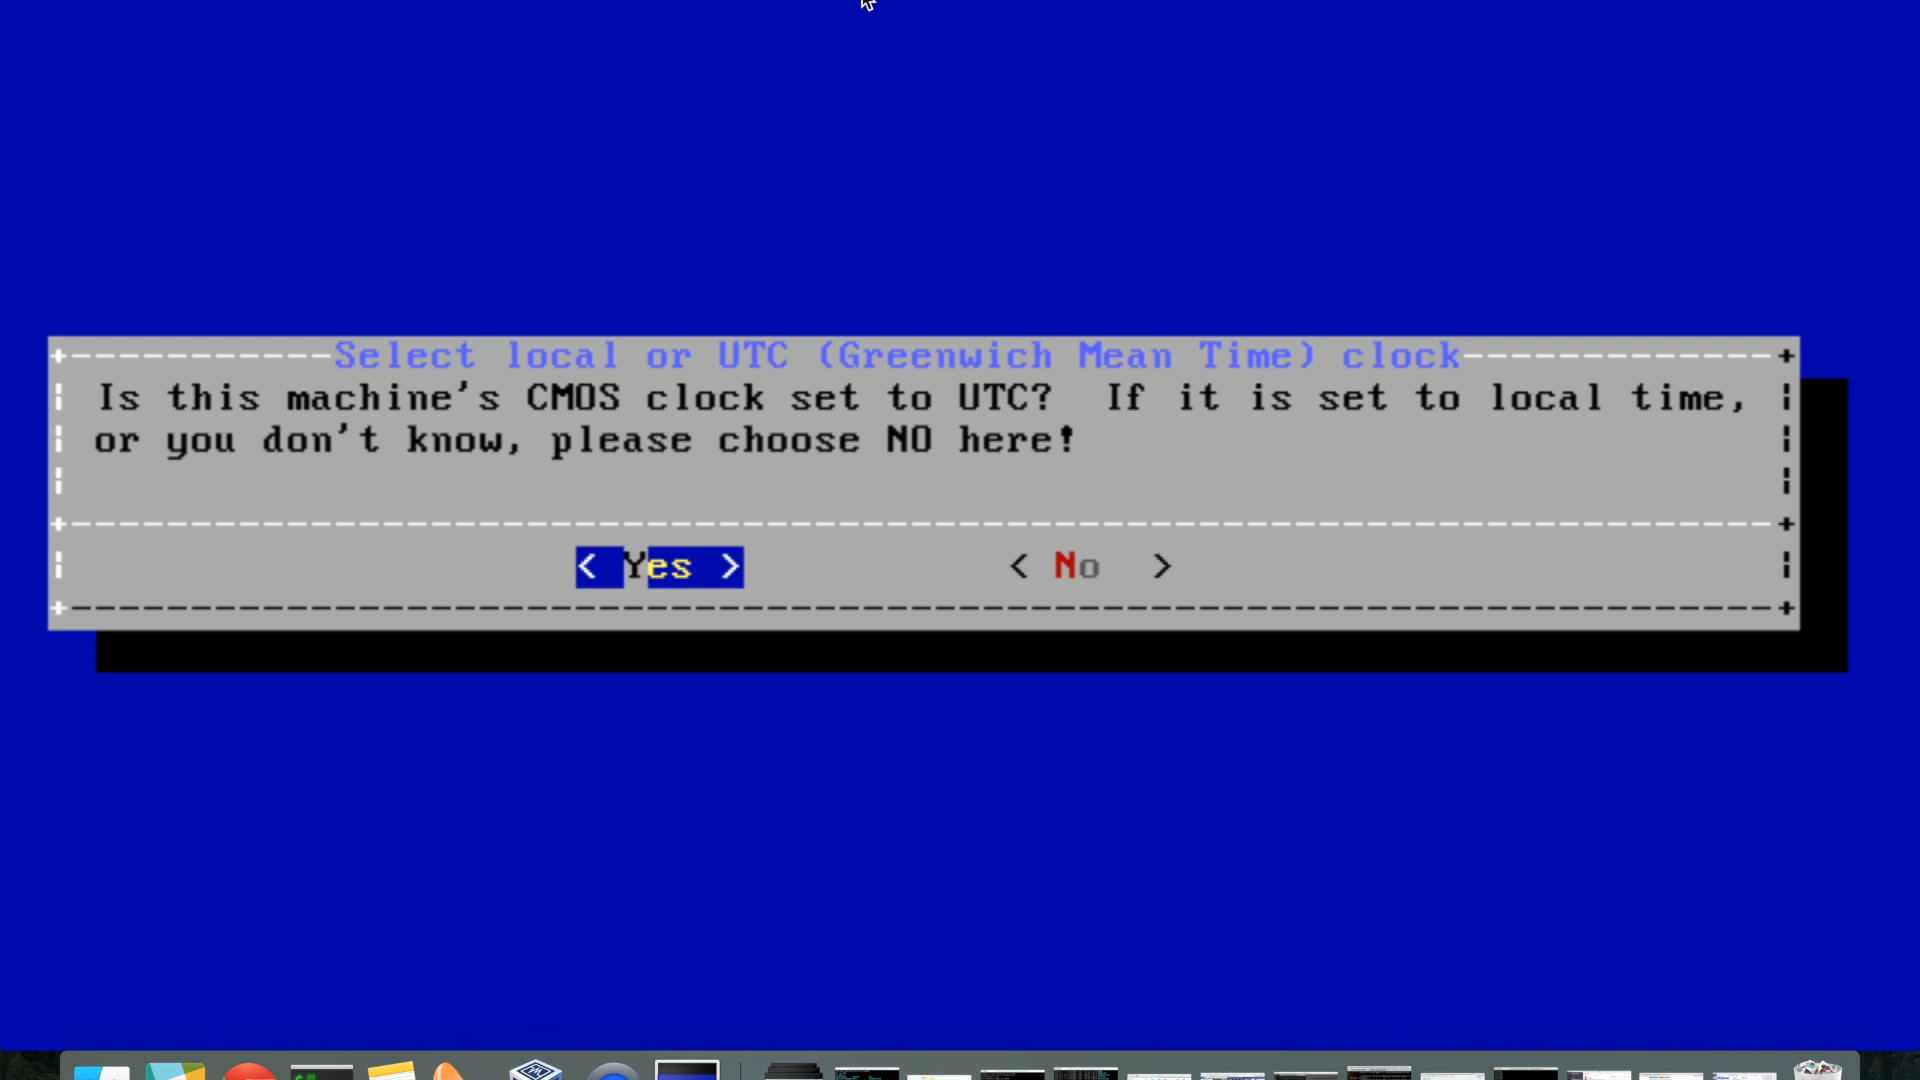 Select local or UTC (Greenwich Mean Time) clock
Is this machine's CMOS clock set to UTC?  If it is set to local time,
or you don't know, please choose NO here!
< Yes >    < No >